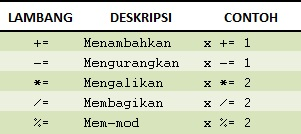 LAMBANG DESKRIPSI CONTOH
+= Menambahkan x += 1
-= Mengurangkan x -= 1
*= Mengalikan x *= 2
/= Membagikan x /= 2
%= Mem-mod x %= 2